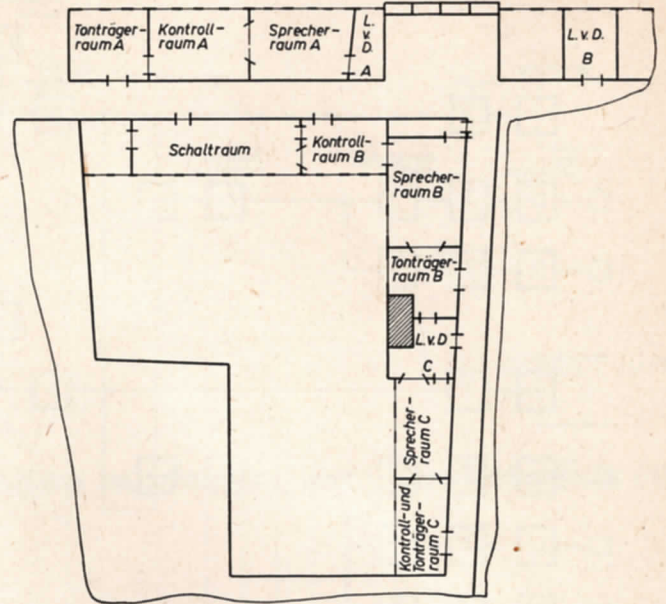 Tonträger-
raum A
Kontroll-
raum A
Sprecher-
raum A
L.
v.
D.
A
L.v.D.
B
Schaltraum
Kontroll-
raum B
Sprecher-
raum B
Tonträger-
raum B
L.v.D
C
Sprecher-
raum C
Kontroll- und
Tonträger-
raum C